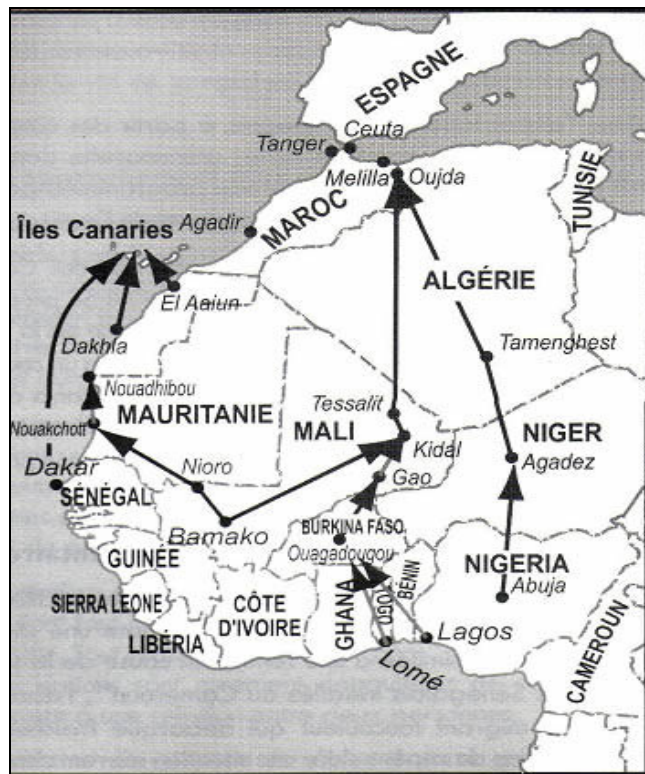 ESPAGNE
Ceuta
Tanger
Melilla
Oujda
TUNISIE
MAROC
Agadir
Îles Canaries
ALGÉRIE
El Aaiun
Dakhla
Tamenghest
Nouadhibou
MAURITANIE
Tessalit
MALI
NIGER
Nouakchott
Kidal
Agadez
Dakar
Nioro
Gao
SÉNÉGAL
Bamako
BURKINA FASO
Ouagadougou
GUINÉE
NIGERIA
BÉNIN
Abuja
SIERRA LEONE
CÔTE
D'IVOIRE
GHANA
TOGO
LIBÉRIA
Lagos
Lomé
CAMEROUN